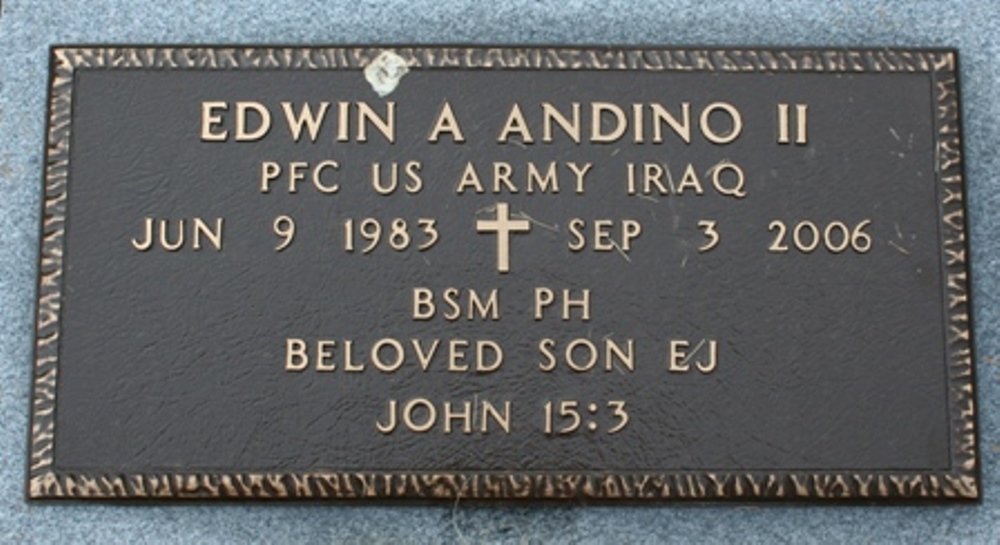 EDWIN A ANDINO II
PFC US ARMY IRAQ
JUN 9 1983 SEP 3 2006
BSM PH
BELOVED SON EJ
JOHN 15:3